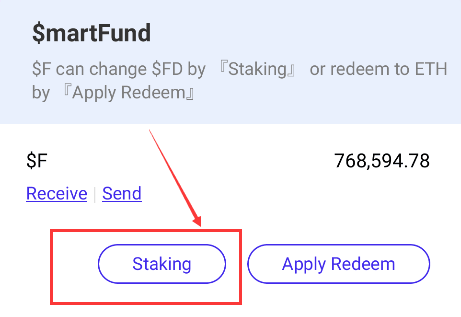 $martFund
$F can change $FD by 『Staking』 or redeem to ETH
by 『Apply Redeem』
$F 768,594.78
Receive | Send
Staking Apply Redeem